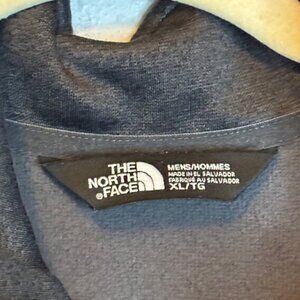 THE
NORTH
FACE
MENS/HOMMES
MADE IN EL SALVADOR
FABRIQUÉ AU SALVADOR
XL/TG